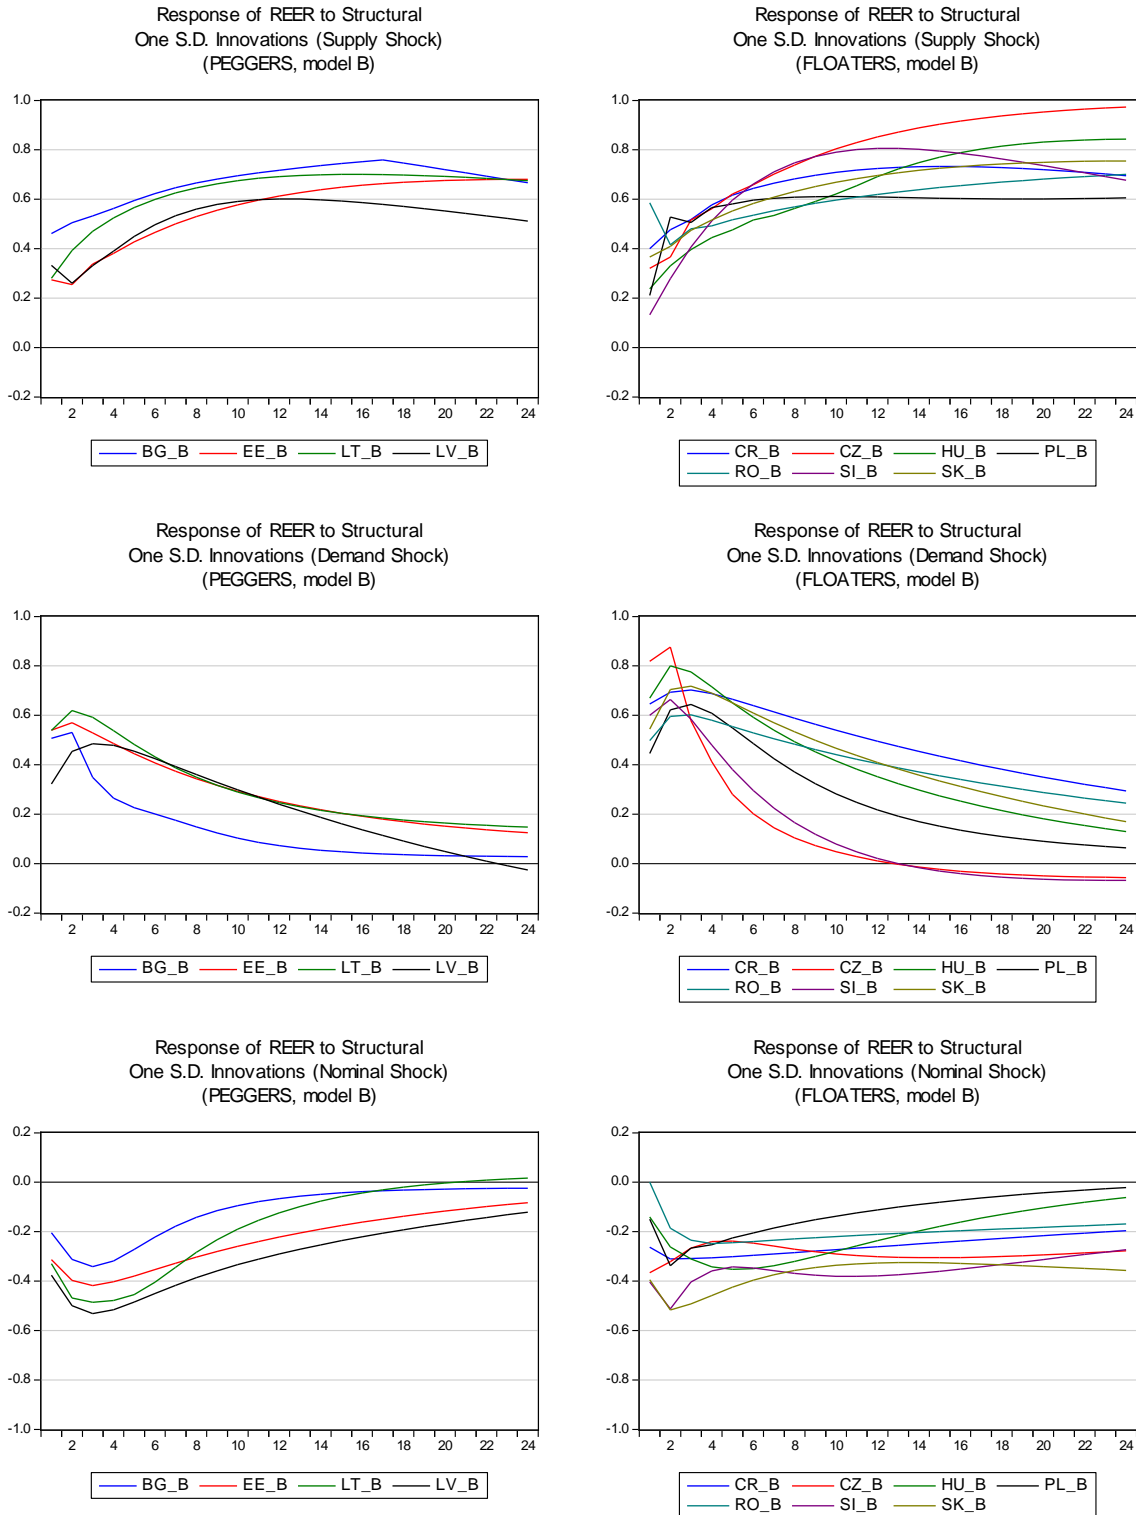 Response of REER to Structural
One S.D. Innovations (Supply Shock)
(PEGGERS, model B)
1.0
0.8
0.6
0.4
0.2
0.0
-0.2
2 4 6 8 10 12 14 16 18 20 22 24
BG_B EE_B LT_B LV_B
Response of REER to Structural
One S.D. Innovations (Supply Shock)
(FLOATERS, model B)
1.0
0.8
0.6
0.4
0.2
0.0
-0.2
2 4 6 8 10 12 14 16 18 20 22 24
CR_B CZ_B HU_B PL_B
RO_B SI_B SK_B
Response of REER to Structural
One S.D. Innovations (Demand Shock)
(PEGGERS, model B)
1.0
0.8
0.6
0.4
0.2
0.0
-0.2
2 4 6 8 10 12 14 16 18 20 22 24
BG_B EE_B LT_B LV_B
Response of REER to Structural
One S.D. Innovations (Demand Shock)
(FLOATERS, model B)
1.0
0.8
0.6
0.4
0.2
0.0
-0.2
2 4 6 8 10 12 14 16 18 20 22 24
CR_B CZ_B HU_B PL_B
RO_B SI_B SK_B
Response of REER to Structural
One S.D. Innovations (Nominal Shock)
(PEGGERS, model B)
0.2
0.0
-0.2
-0.4
-0.6
-0.8
-1.0
2 4 6 8 10 12 14 16 18 20 22 24
BG_B EE_B LT_B LV_B
Response of REER to Structural
One S.D. Innovations (Nominal Shock)
(FLOATERS, model B)
0.2
0.0
-0.2
-0.4
-0.6
-0.8
-1.0
2 4 6 8 10 12 14 16 18 20 22 24
CR_B CZ_B HU_B PL_B
RO_B SI_B SK_B